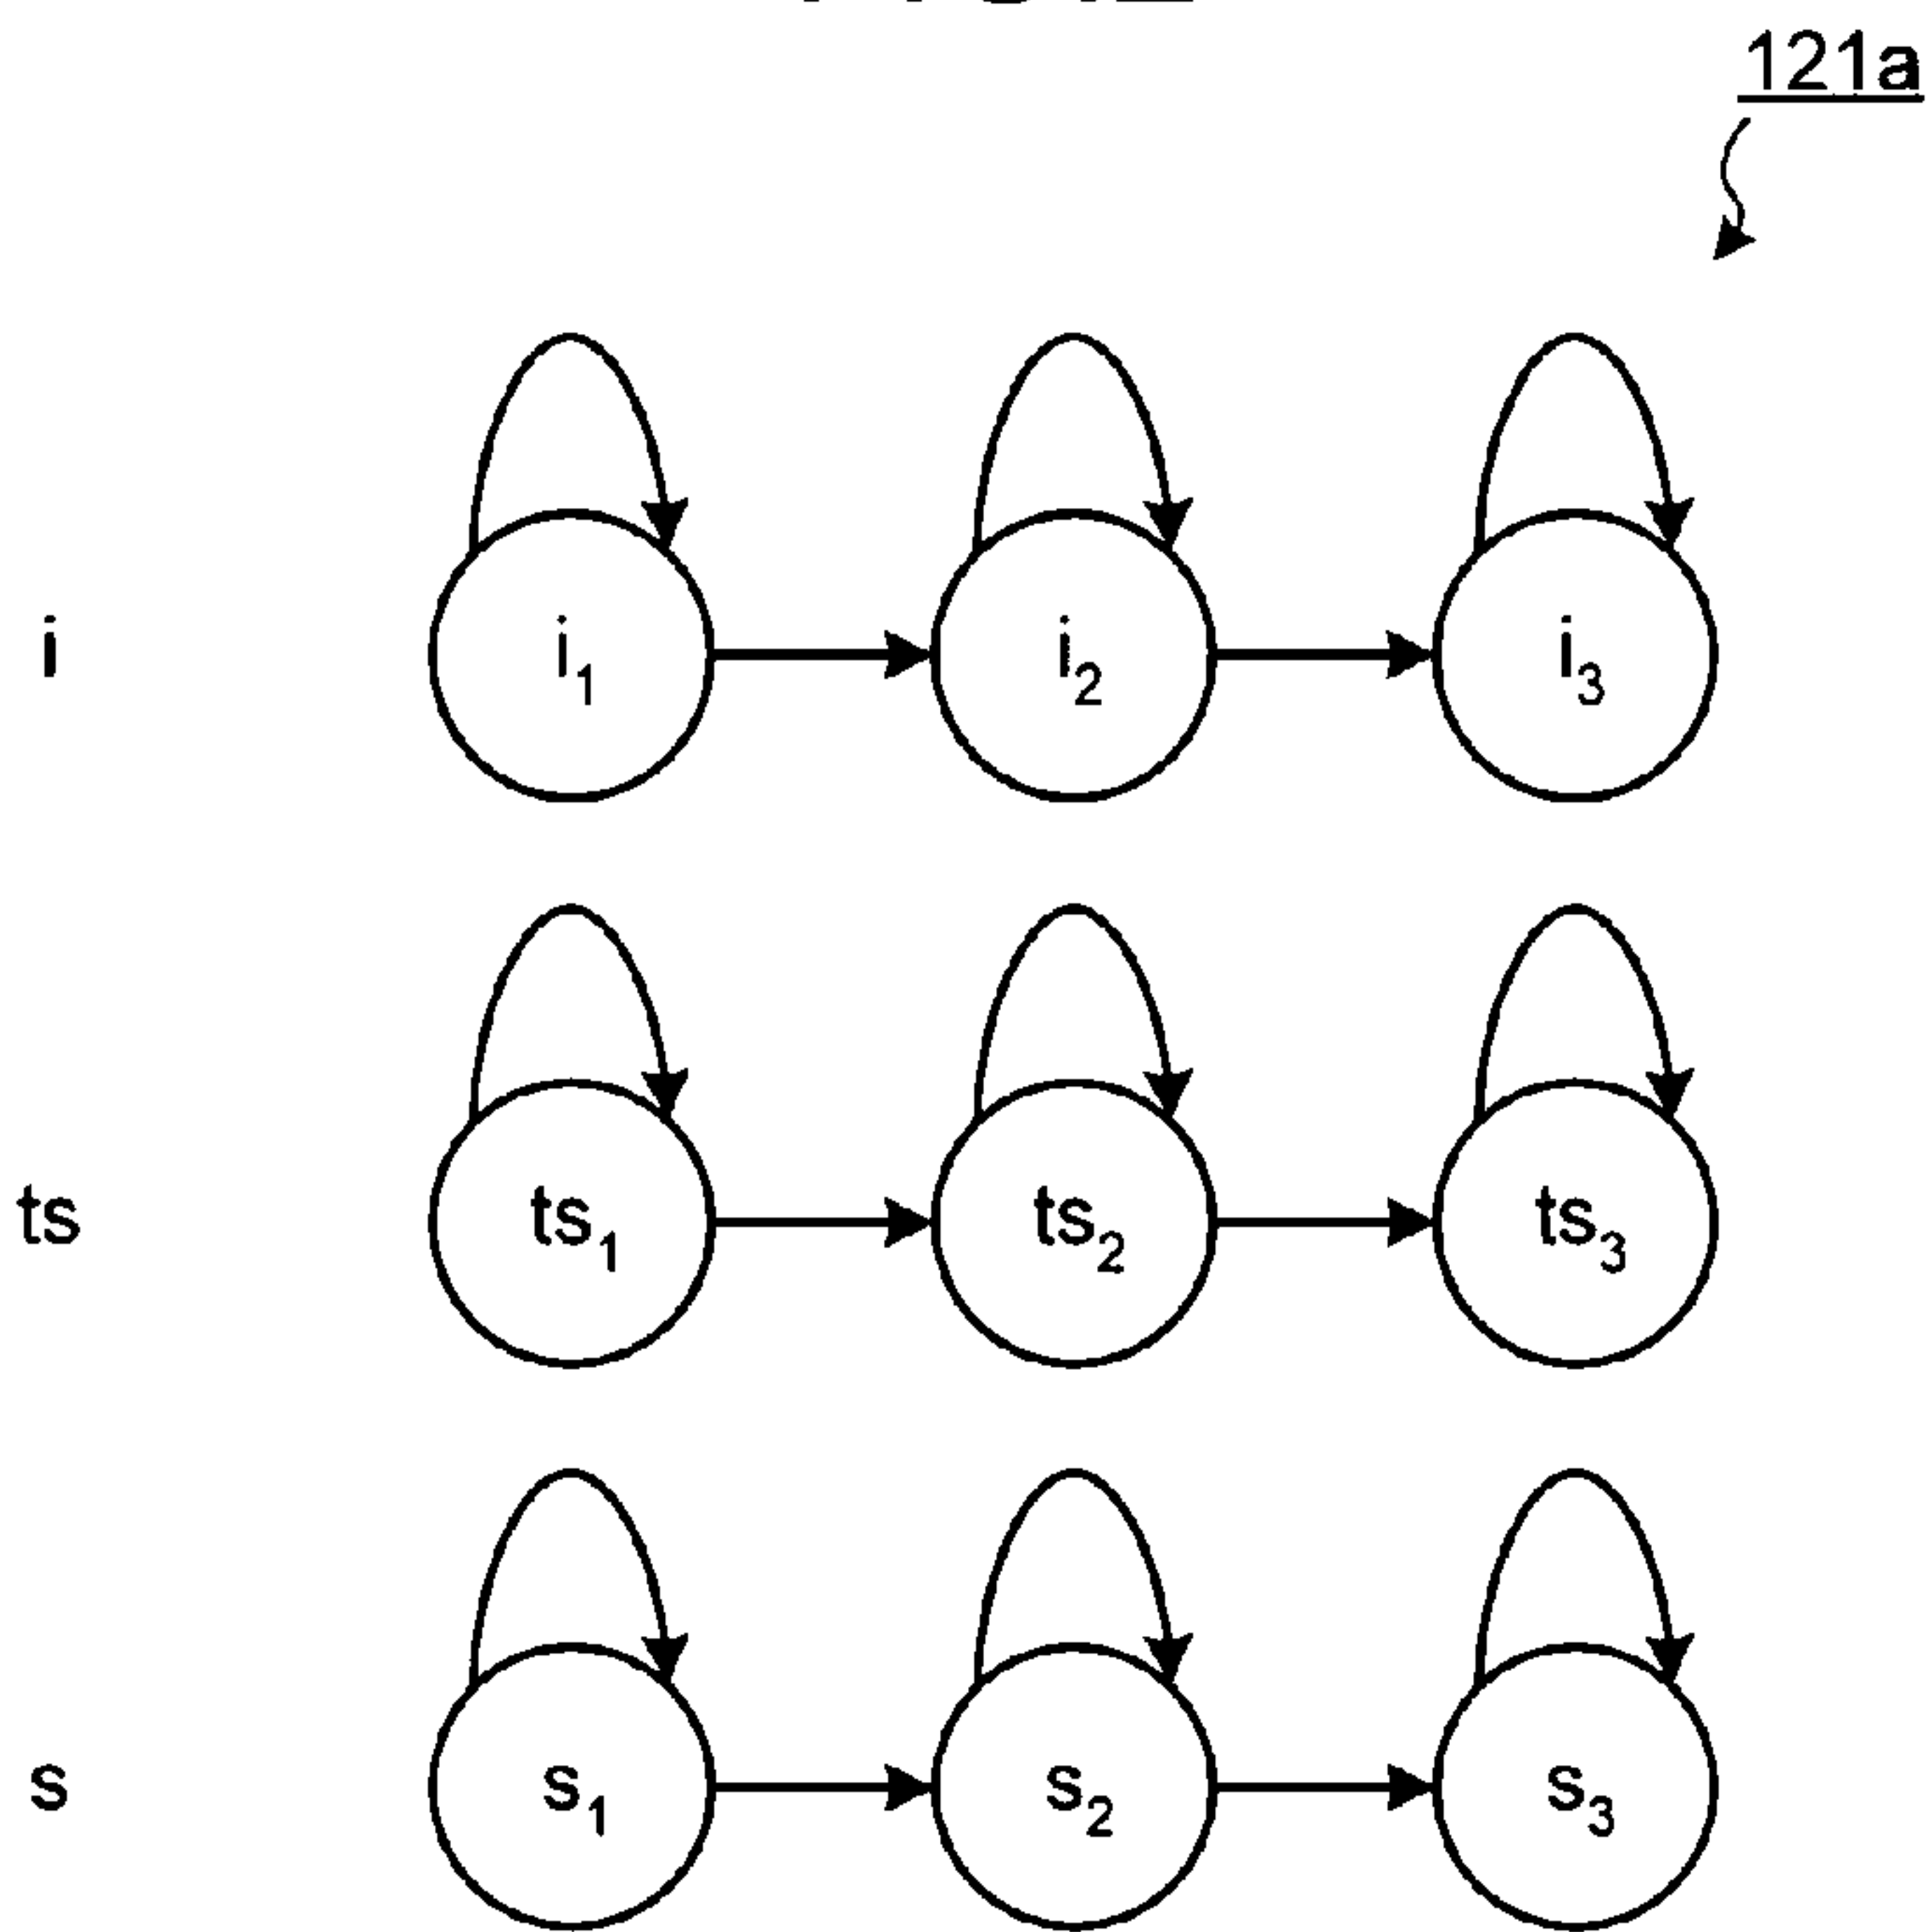 121a
i i₁ i₂ i₃
ts ts₁ ts₂ ts₃
s s₁ s₂ s₃